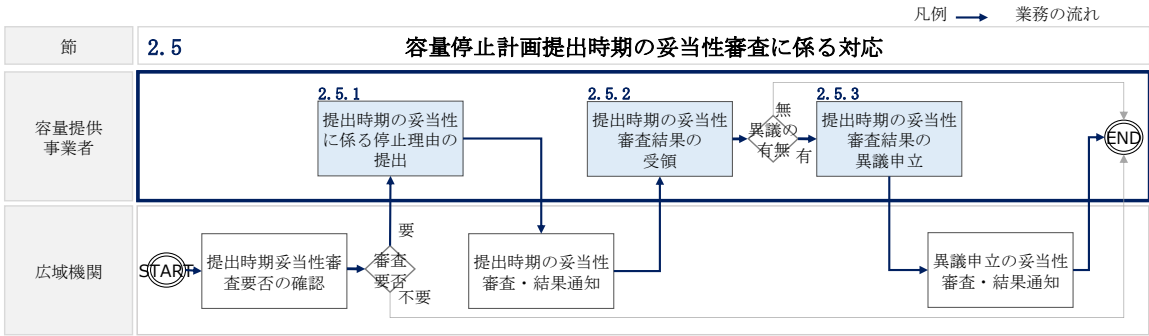 凡例 業務の流れ
節
2.5 容量停止計画提出時期の妥当性審査に係る対応
容量提供
事業者
2.5.1
提出時期の妥当性
に係る停止理由の
提出
2.5.2
提出時期の妥当性
審査結果の
受領
無
異議の
有無
有
2.5.3
提出時期の妥当性
審査結果の
異議申立
END
広域機関
START
提出時期妥当性審
査要否の確認
要
審査
要否
不要
提出時期の妥当性
審査・結果通知
異議申立の妥当性
審査・結果通知